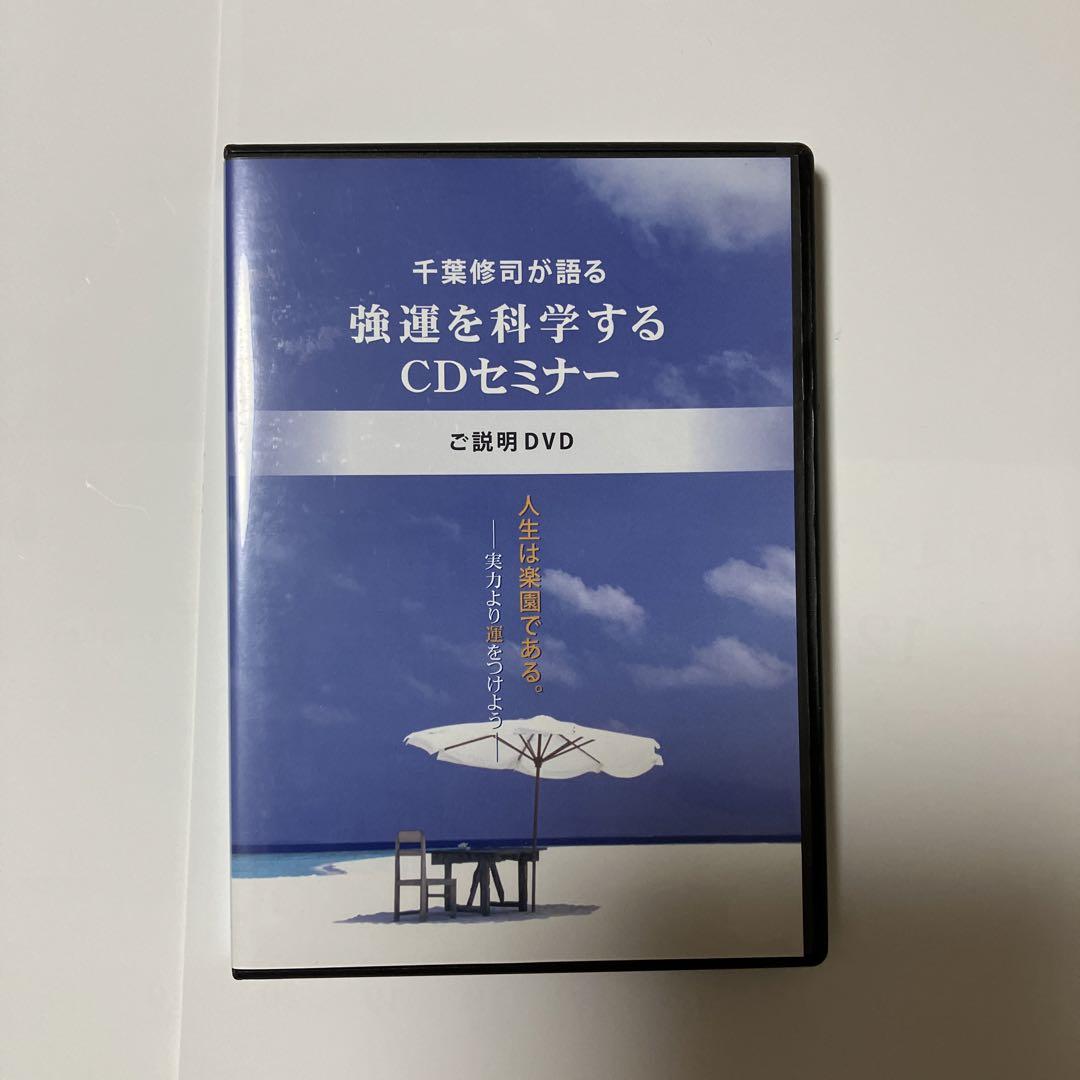 千葉修司が語る
強運を科学する
CDセミナー
ご説明DVD
人生は楽園である。
―実力より運をつけよう―